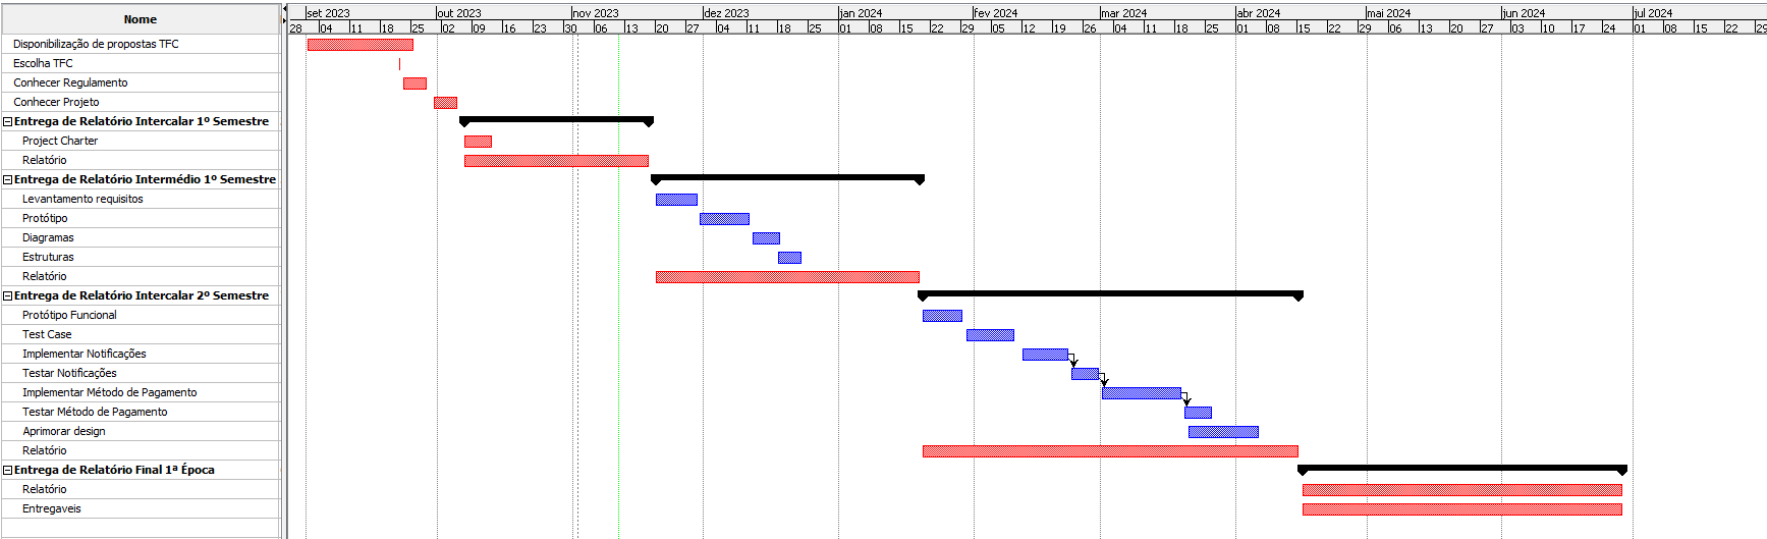 Nome
set 2023 out 2023 nov 2023 dez 2023 jan 2024 fev 2024 mar 2024 abr 2024 mai 2024 jun 2024 jul 2024
28 04 11 18 25 02 09 16 23 30 06 13 20 27 04 11 18 25 01 08 15 22 29 05 12 19 26 04 11 18 25 01 08 15 22 29 06 13 20 27 03 10 17 24 01 08 15 22 29
Disponibilização de propostas TFC
Escolha TFC
Conhecer Regulamento
Conhecer Projeto
Entrega de Relatório Intercalar 1º Semestre
Project Charter
Relatório
Entrega de Relatório Intermédio 1º Semestre
Levantamento requisitos
Protótipo
Diagramas
Estruturas
Relatório
Entrega de Relatório Intercalar 2º Semestre
Protótipo Funcional
Test Case
Implementar Notificações
Testar Notificações
Implementar Método de Pagamento
Testar Método de Pagamento
Aprimorar design
Relatório
Entrega de Relatório Final 1ª Época
Relatório
Entregaveis